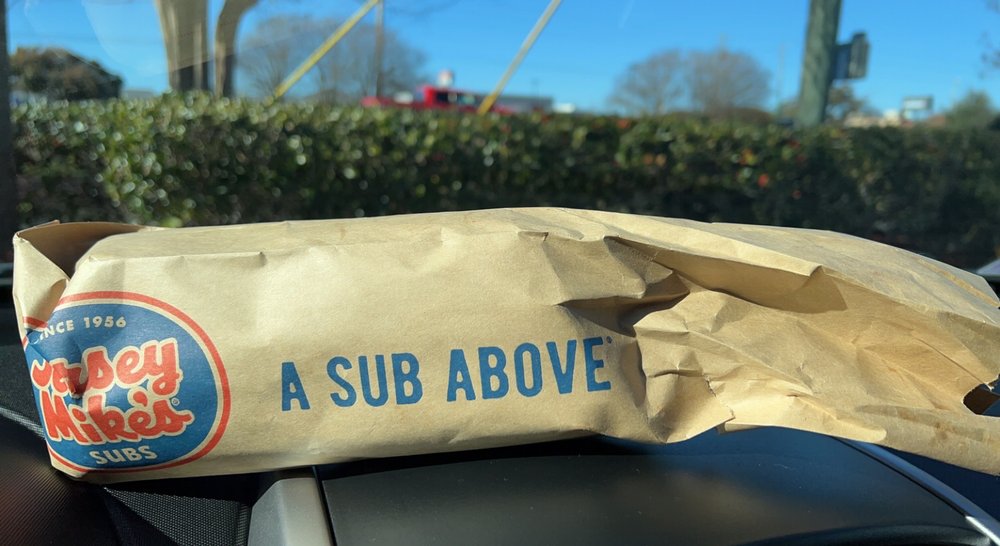 SINCE 1956
Jersey
Mike's
SUBS
A SUB ABOVE®